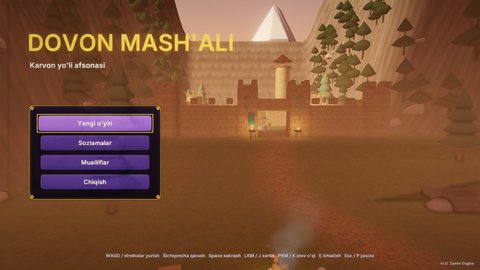 DOVON MASH'ALI
Karvon yo'li afsonasi
Yangi o'yin
Sozlamalar
Mualliflar
Chiqish
WASD / strelkalar yurish Sichqoncha qarash Space sakrash LKM / J zarba PKM / K olov o'qi E ishlatish Esc / P pauza
v1.0 Zamin Engine